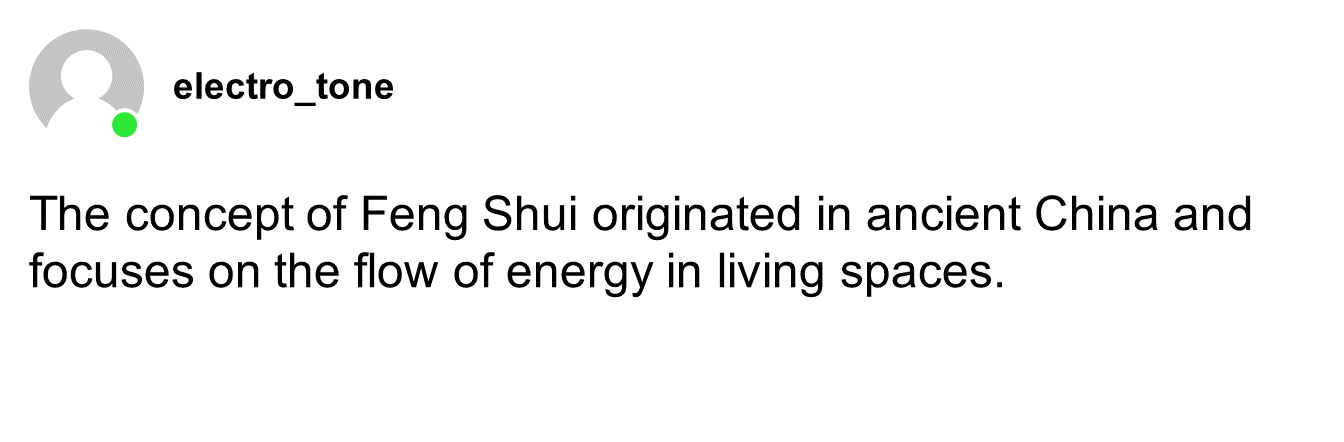 electro_tone
The concept of Feng Shui originated in ancient China and
focuses on the flow of energy in living spaces.